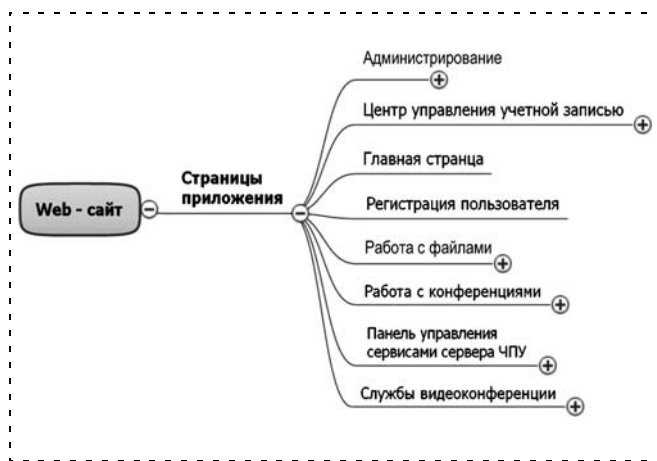 Администрирование
Центр управления учетной записью
Главная странца
Регистрация пользователя
Работа с файлами
Работа с конференциями
Панель управления
сервисами сервера ЧПУ
Службы видеоконференции
Страницы
приложения
Web - сайт